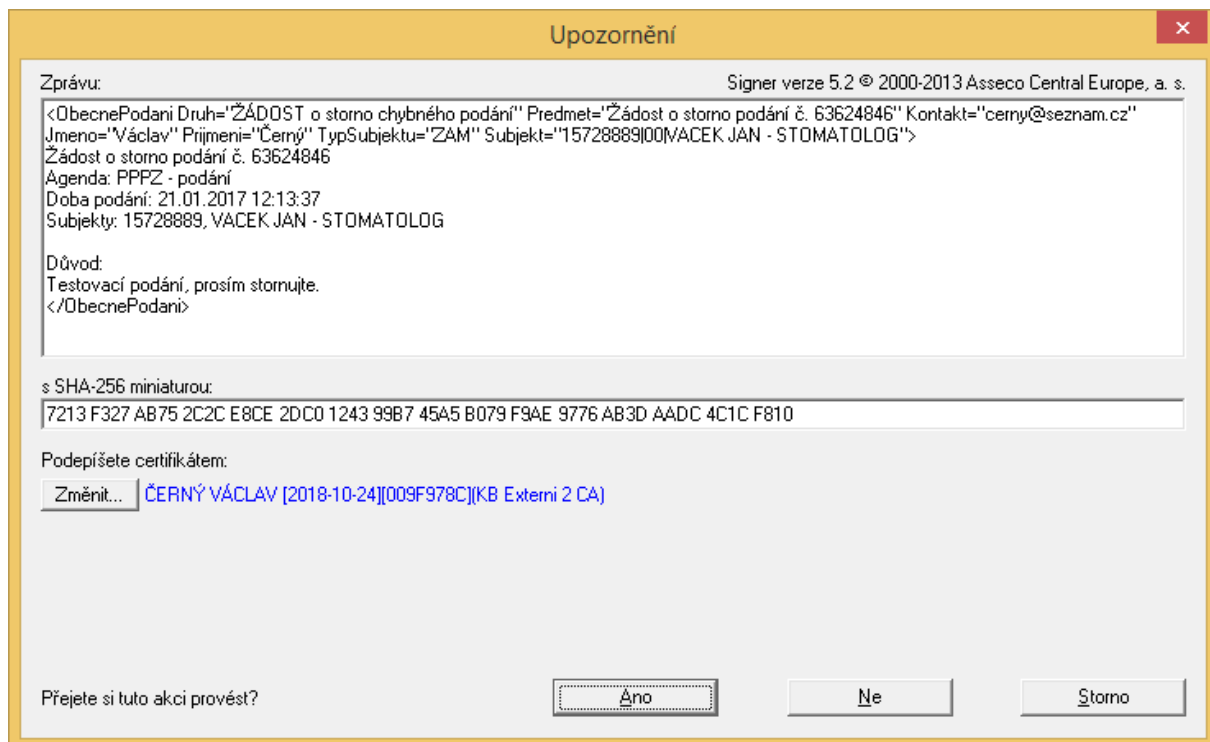 Upozornění
Zprávu:
Signer verze 5.2 © 2000-2013 Asseco Central Europe, a. s.
<ObecnePodani Druh="ŽÁDOST o storno chybného podání" Predmet="Žádost o storno podání č. 63624846" Kontakt="cerny@seznam.cz"
Jmeno="Václav" Prijmeni="Černý" TypSubjektu="ZAM" Subjekt="15728889|00|VACEK JAN - STOMATOLOG">
Žádost o storno podání č. 63624846
Agenda: PPPZ - podání
Doba podání: 21.01.2017 12:13:37
Subjekty: 15728889, VACEK JAN - STOMATOLOG
Důvod:
Testovací podání, prosím stornujte.
</ObecnePodani>
s SHA-256 miniaturou:
7213 F327 AB75 2C2C E8CE 2DC0 1243 99B7 45A5 B079 F9AE 9776 AB3D AADC 4C1C F810
Podepíšete certifikátem:
Změnit... ČERNÝ VÁCLAV [2018-10-24][009F978C](KB Externi 2 CA)
Přejete si tuto akci provést?
Ano
Ne
Storno